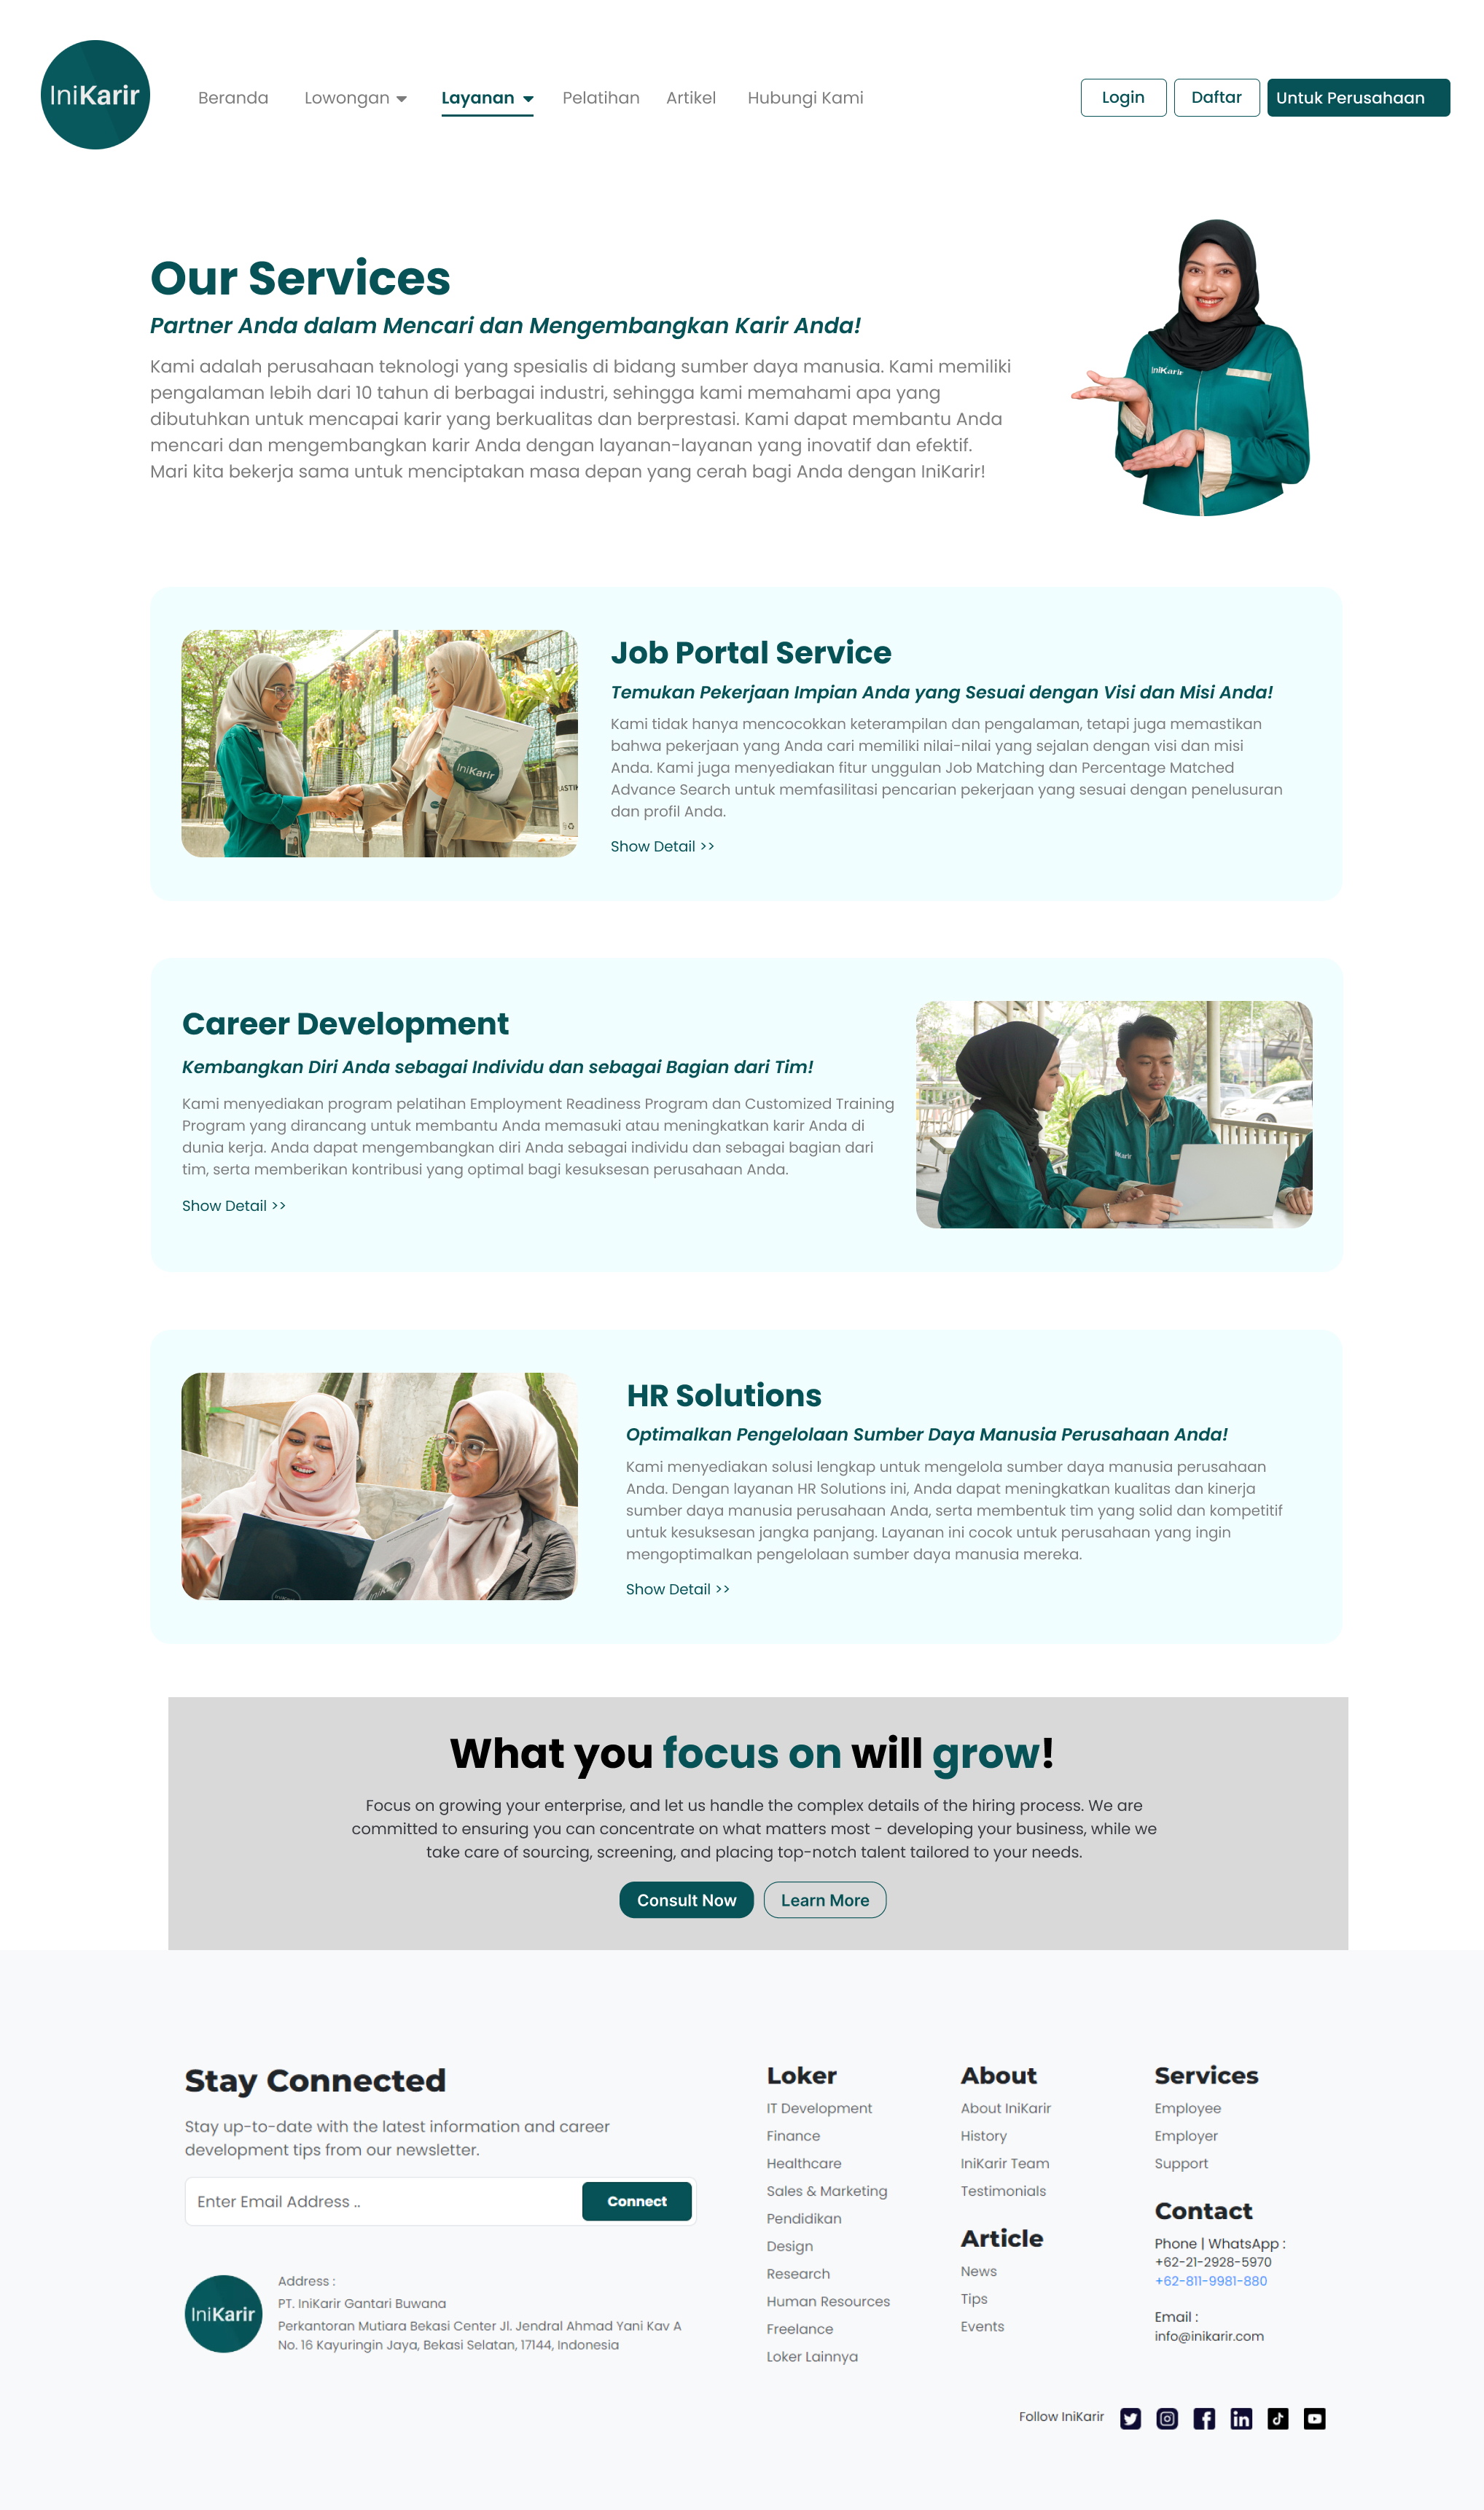 IniKarir
Beranda
Lowongan
Layanan
Pelatihan
Artikel
Hubungi Kami
Login
Daftar
Untuk Perusahaan
Our Services
Partner Anda dalam Mencari dan Mengembangkan Karir Anda!
Kami adalah perusahaan teknologi yang spesialis di bidang sumber daya manusia. Kami memiliki
pengalaman lebih dari 10 tahun di berbagai industri, sehingga kami memahami apa yang
dibutuhkan untuk mencapai karir yang berkualitas dan berprestasi. Kami dapat membantu Anda
mencari dan mengembangkan karir Anda dengan layanan-layanan yang inovatif dan efektif.
Mari kita bekerja sama untuk menciptakan masa depan yang cerah bagi Anda dengan IniKarir!
IniKarir
IniKarir
Job Portal Service
Temukan Pekerjaan Impian Anda yang Sesuai dengan Visi dan Misi Anda!
Kami tidak hanya mencocokkan keterampilan dan pengalaman, tetapi juga memastikan
bahwa pekerjaan yang Anda cari memiliki nilai-nilai yang sejalan dengan visi dan misi
Anda. Kami juga menyediakan fitur unggulan Job Matching dan Percentage Matched
Advance Search untuk memfasilitasi pencarian pekerjaan yang sesuai dengan penelusuran
dan profil Anda.
Show Detail >>
Career Development
Kembangkan Diri Anda sebagai Individu dan sebagai Bagian dari Tim!
Kami menyediakan program pelatihan Employment Readiness Program dan Customized Training
Program yang dirancang untuk membantu Anda memasuki atau meningkatkan karir Anda di
dunia kerja. Anda dapat mengembangkan diri Anda sebagai individu dan sebagai bagian dari
tim, serta memberikan kontribusi yang optimal bagi kesuksesan perusahaan Anda.
Show Detail >>
IniKarir
HR Solutions
Optimalkan Pengelolaan Sumber Daya Manusia Perusahaan Anda!
Kami menyediakan solusi lengkap untuk mengelola sumber daya manusia perusahaan
Anda. Dengan layanan HR Solutions ini, Anda dapat meningkatkan kualitas dan kinerja
sumber daya manusia perusahaan Anda, serta membentuk tim yang solid dan kompetitif
untuk kesuksesan jangka panjang. Layanan ini cocok untuk perusahaan yang ingin
mengoptimalkan pengelolaan sumber daya manusia mereka.
Show Detail >>
What you focus on will grow!
Focus on growing your enterprise, and let us handle the complex details of the hiring process. We are
committed to ensuring you can concentrate on what matters most - developing your business, while we
take care of sourcing, screening, and placing top-notch talent tailored to your needs.
Consult Now
Learn More
Stay Connected
Stay up-to-date with the latest information and career
development tips from our newsletter.
Enter Email Address ..
Connect
IniKarir
Address :
PT. IniKarir Gantari Buwana
Perkantoran Mutiara Bekasi Center Jl. Jendral Ahmad Yani Kav A
No. 16 Kayuringin Jaya, Bekasi Selatan, 17144, Indonesia
Loker
IT Development
Finance
Healthcare
Sales & Marketing
Pendidikan
Design
Research
Human Resources
Freelance
Loker Lainnya
About
About IniKarir
History
IniKarir Team
Testimonials
Article
News
Tips
Events
Services
Employee
Employer
Support
Contact
Phone | WhatsApp :
+62-21-2928-5970
+62-811-9981-880
Email :
info@inikarir.com
Follow IniKarir